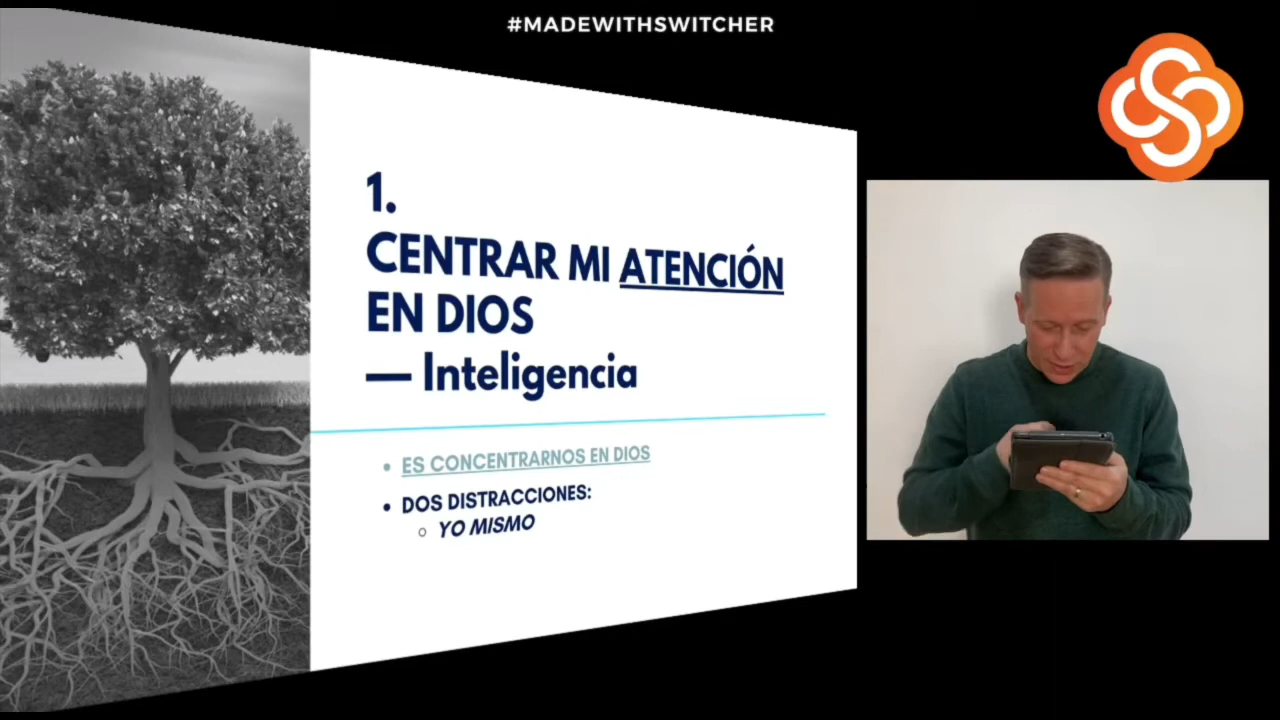 #MADEWITHSWITCHER
1.
CENTRAR MI ATENCIÓN
EN DIOS
— Inteligencia
• ES CONCENTRARNOS EN DIOS
• DOS DISTRACCIONES:
○ YO MISMO